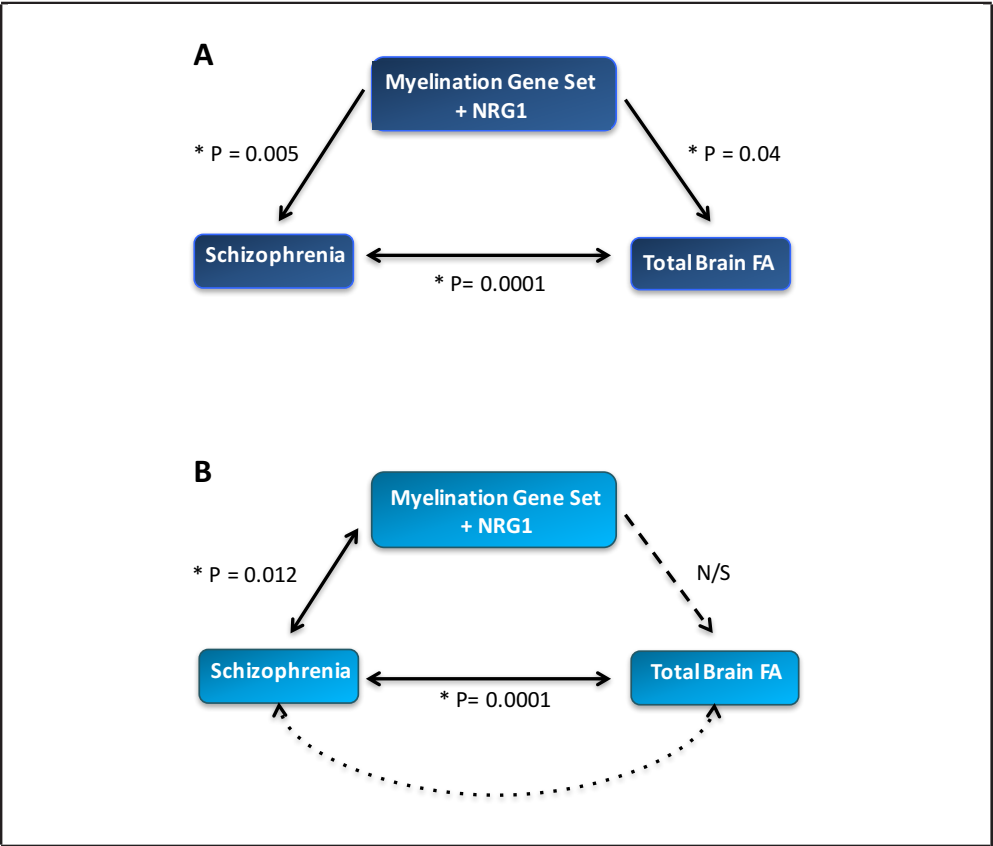 A
Myelination Gene Set
+ NRG1
* P = 0.005
* P = 0.04
Schizophrenia
Total Brain FA
* P= 0.0001
B
Myelination Gene Set
+ NRG1
* P = 0.012
N/S
Schizophrenia
Total Brain FA
* P= 0.0001